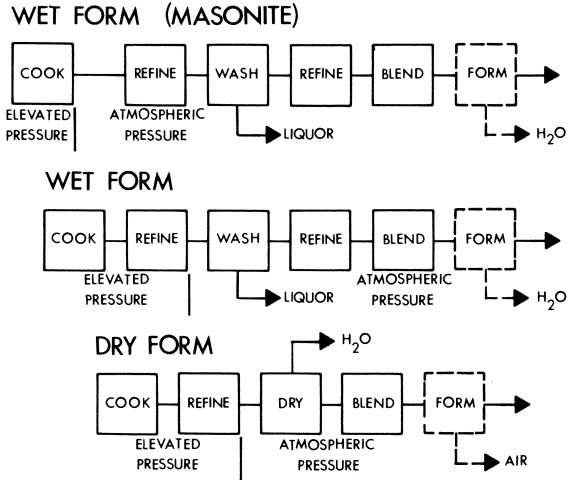 WET FORM (MASONITE)
COOK REFINE WASH REFINE BLEND FORM
ELEVATED PRESSURE ATMOSPHERIC PRESSURE LIQUOR H₂O
WET FORM
COOK REFINE WASH REFINE BLEND FORM
ELEVATED PRESSURE LIQUOR ATMOSPHERIC PRESSURE H₂O
DRY FORM
H₂O
COOK REFINE DRY BLEND FORM
ELEVATED PRESSURE ATMOSPHERIC PRESSURE AIR